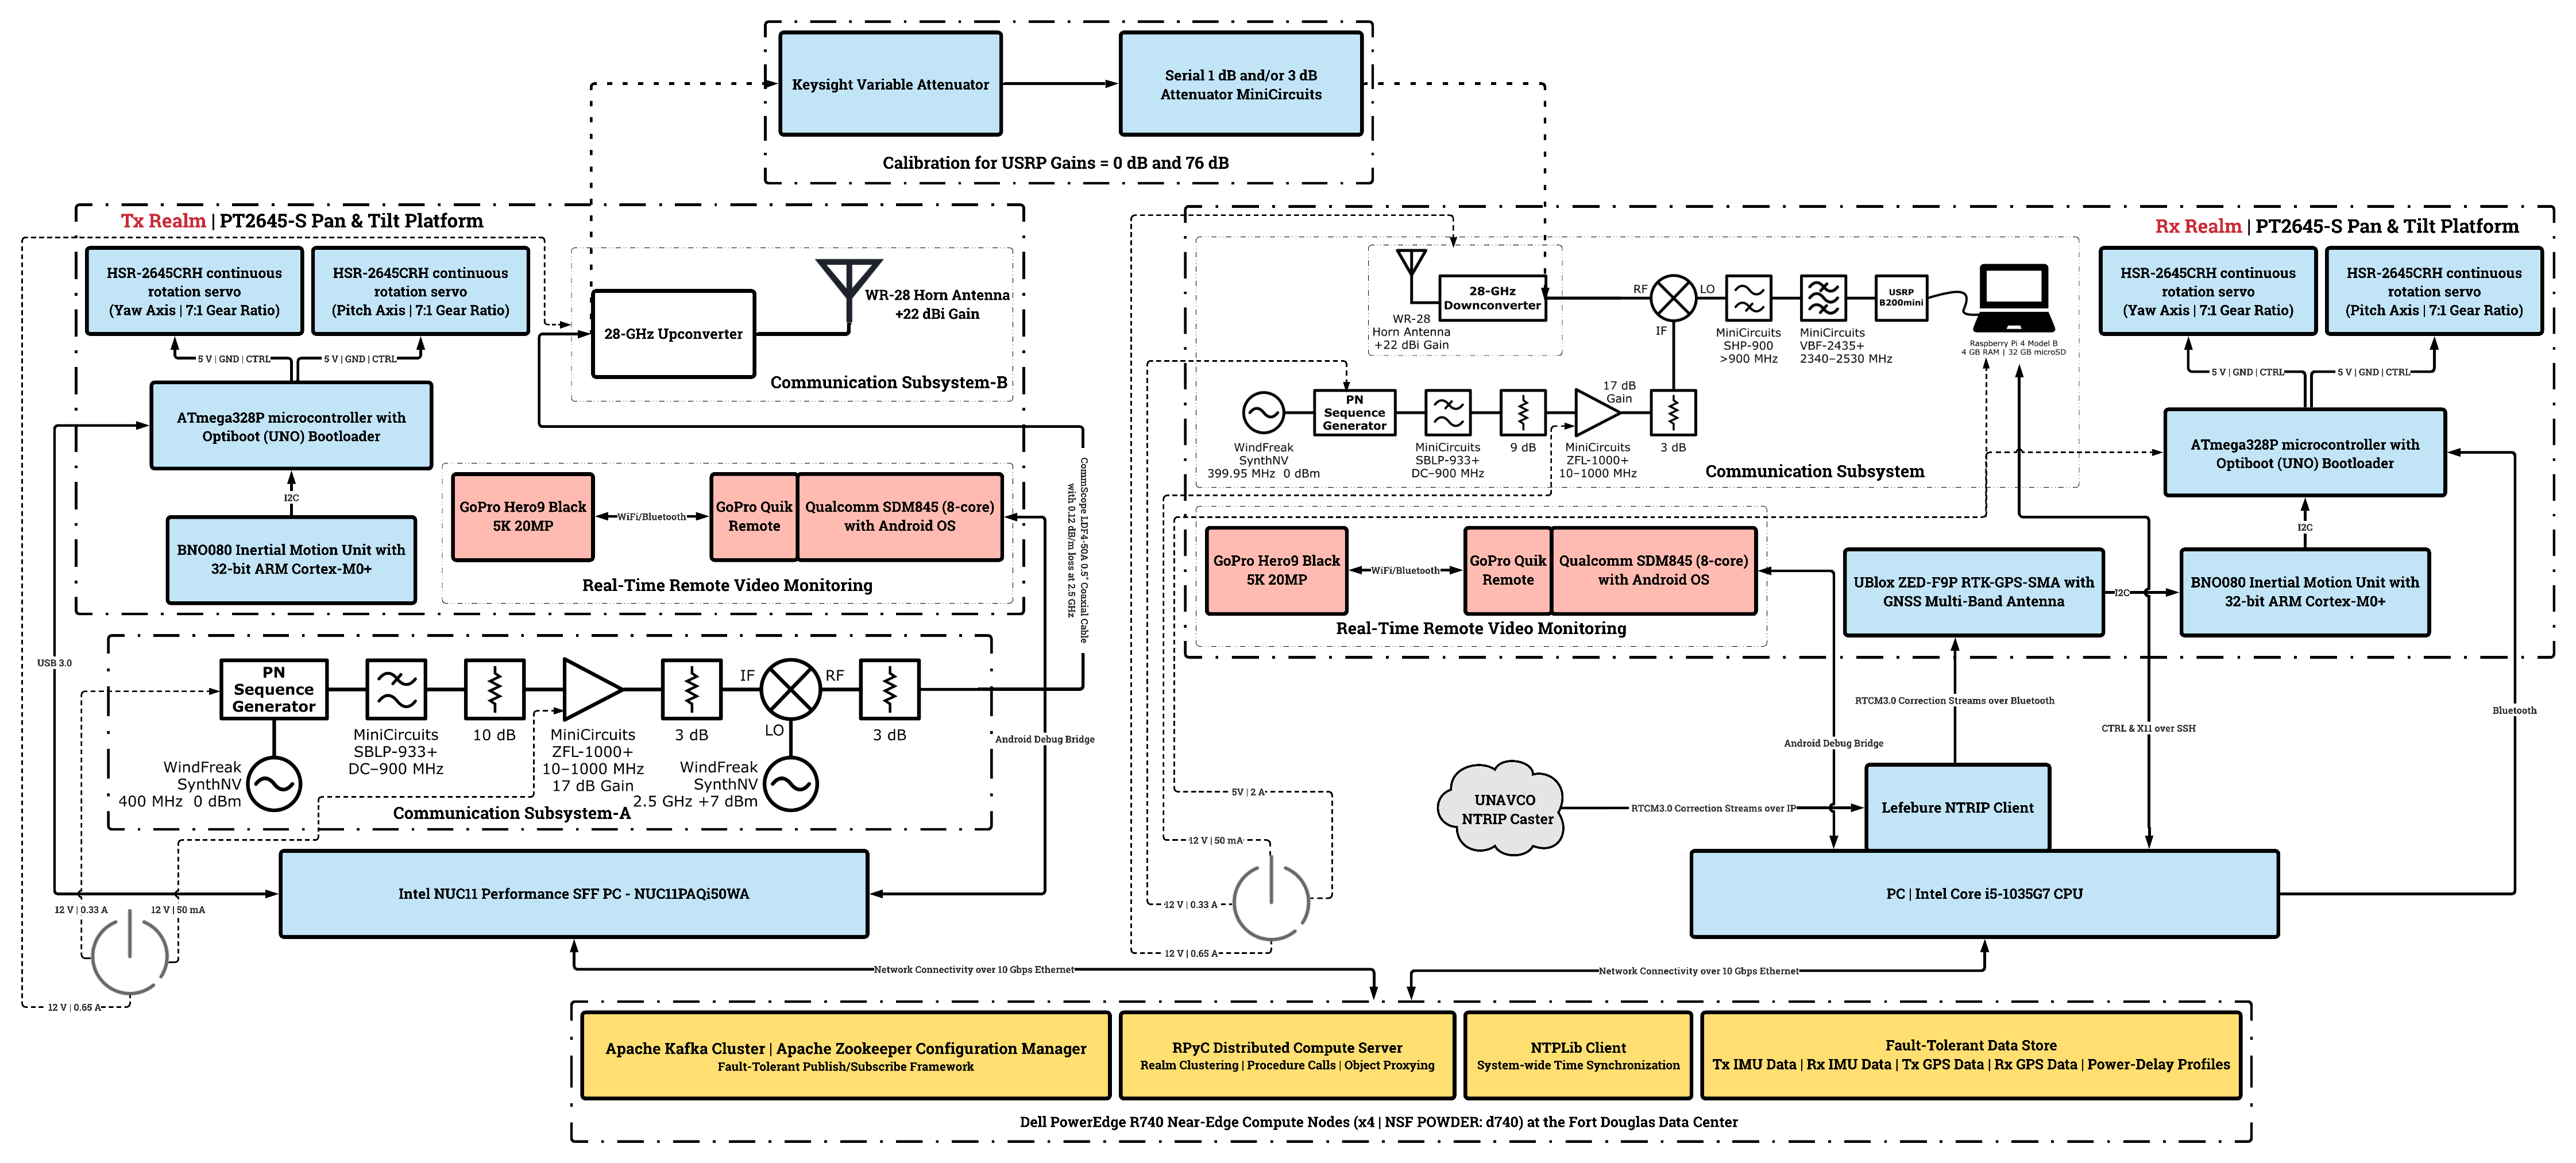 Keysight Variable Attenuator
Serial 1 dB and/or 3 dB
Attenuator MiniCircuits
Calibration for USRP Gains = 0 dB and 76 dB
Tx Realm | PT2645-S Pan & Tilt Platform
HSR-2645CRH continuous
rotation servo
(Yaw Axis | 7:1 Gear Ratio)
HSR-2645CRH continuous
rotation servo
(Pitch Axis | 7:1 Gear Ratio)
5 V | GND | CTRL
5 V | GND | CTRL
ATmega328P microcontroller with
Optiboot (UNO) Bootloader
I2C
BNO080 Inertial Motion Unit with
32-bit ARM Cortex-M0+
28-GHz Upconverter
WR-28 Horn Antenna
+22 dBi Gain
Communication Subsystem-B
GoPro Hero9 Black
5K 20MP
WiFi/Bluetooth
GoPro Quik
Remote
Qualcomm SDM845 (8-core)
with Android OS
Real-Time Remote Video Monitoring
CommScope LDF4-50A 0.5" Coaxial Cable
with 0.12 dB/m loss at 2.5 GHz
USB 3.0
PN
Sequence
Generator
MiniCircuits
SBLP-933+
DC–900 MHz
10 dB
MiniCircuits
ZFL-1000+
10–1000 MHz
17 dB Gain
3 dB
IF
RF
LO
3 dB
WindFreak
SynthNV
400 MHz 0 dBm
WindFreak
SynthNV
2.5 GHz +7 dBm
Communication Subsystem-A
Android Debug Bridge
Intel NUC11 Performance SFF PC - NUC11PAQi50WA
12 V | 0.33 A
12 V | 50 mA
12 V | 0.65 A
Network Connectivity over 10 Gbps Ethernet
Rx Realm | PT2645-S Pan & Tilt Platform
WR-28
Horn Antenna
+22 dBi Gain
28-GHz
Downconverter
RF
LO
IF
MiniCircuits
SHP-900
>900 MHz
MiniCircuits
VBF-2435+
2340–2530 MHz
USRP
B200mini
Raspberry Pi 4 Model B
4 GB RAM | 32 GB microSD
WindFreak
SynthNV
399.95 MHz 0 dBm
PN
Sequence
Generator
MiniCircuits
SBLP-933+
DC–900 MHz
9 dB
17 dB
Gain
MiniCircuits
ZFL-1000+
10–1000 MHz
3 dB
Communication Subsystem
HSR-2645CRH continuous
rotation servo
(Yaw Axis | 7:1 Gear Ratio)
HSR-2645CRH continuous
rotation servo
(Pitch Axis | 7:1 Gear Ratio)
5 V | GND | CTRL
5 V | GND | CTRL
ATmega328P microcontroller with
Optiboot (UNO) Bootloader
I2C
GoPro Hero9 Black
5K 20MP
WiFi/Bluetooth
GoPro Quik
Remote
Qualcomm SDM845 (8-core)
with Android OS
Real-Time Remote Video Monitoring
UBlox ZED-F9P RTK-GPS-SMA with
GNSS Multi-Band Antenna
I2C
BNO080 Inertial Motion Unit with
32-bit ARM Cortex-M0+
RTCM3.0 Correction Streams over Bluetooth
CTRL & X11 over SSH
Bluetooth
Android Debug Bridge
UNAVCO
NTRIP Caster
RTCM3.0 Correction Streams over IP
Lefebure NTRIP Client
5V | 2 A
12 V | 50 mA
12 V | 0.33 A
12 V | 0.65 A
PC | Intel Core i5-1035G7 CPU
Network Connectivity over 10 Gbps Ethernet
Apache Kafka Cluster | Apache Zookeeper Configuration Manager
Fault-Tolerant Publish/Subscribe Framework
RPyC Distributed Compute Server
Realm Clustering | Procedure Calls | Object Proxying
NTPLib Client
System-wide Time Synchronization
Fault-Tolerant Data Store
Tx IMU Data | Rx IMU Data | Tx GPS Data | Rx GPS Data | Power-Delay Profiles
Dell PowerEdge R740 Near-Edge Compute Nodes (x4 | NSF POWDER: d740) at the Fort Douglas Data Center